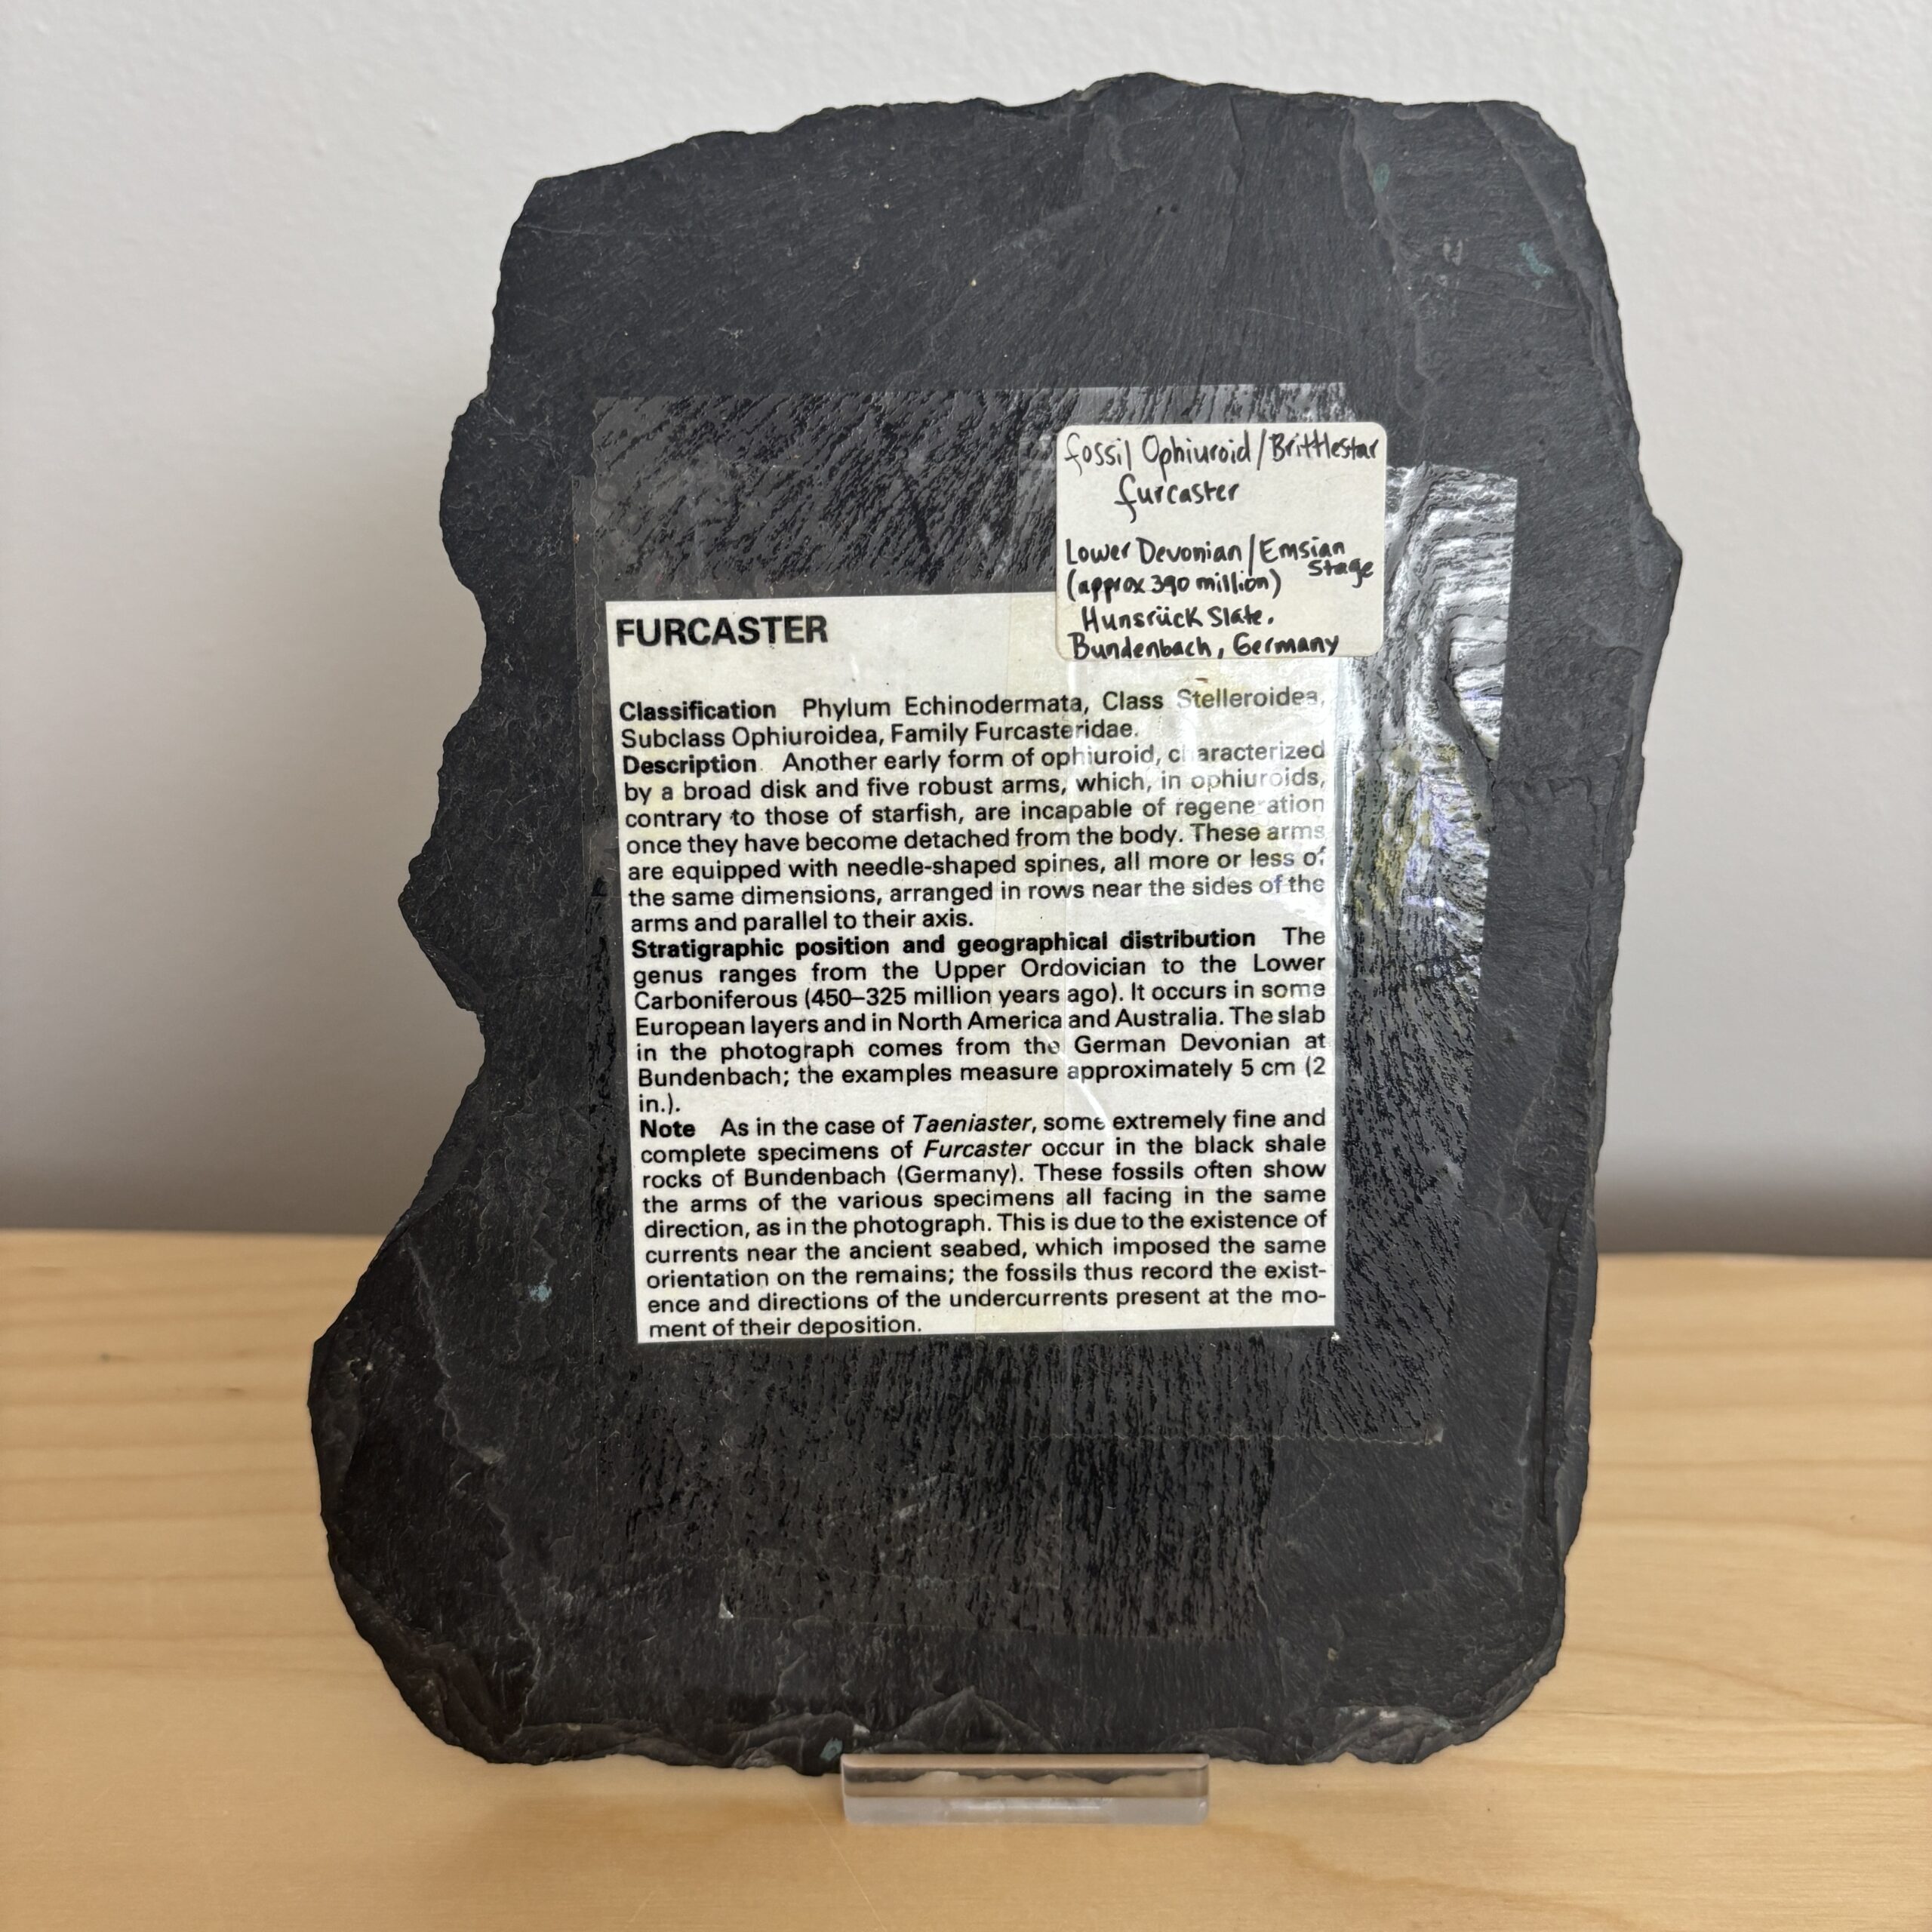 fossil Ophiuroid/Brittlestar
furcaster
Lower Devonian/Emsian
Stage
(approx 390 million)
Hunsrück Slate.
Bundenbach, Germany
FURCASTER
Classification Phylum Echinodermata, Class Stelleroidea,
Subclass Ophiuroidea, Family Furcasteridae.
Description Another early form of ophiuroid, characterized
by a broad disk and five robust arms, which, in ophiuroids,
contrary to those of starfish, are incapable of regeneration
once they have become detached from the body. These arms
are equipped with needle-shaped spines, all more or less of
the same dimensions, arranged in rows near the sides of the
arms and parallel to their axis.
Stratigraphic position and geographical distribution The
genus ranges from the Upper Ordovician to the Lower
Carboniferous (450–325 million years ago). It occurs in some
European layers and in North America and Australia. The slab
in the photograph comes from the German Devonian at
Bundenbach; the examples measure approximately 5 cm (2
in.).
Note As in the case of Taeniaster, some extremely fine and
complete specimens of Furcaster occur in the black shale
rocks of Bundenbach (Germany). These fossils often show
the arms of the various specimens all facing in the same
direction, as in the photograph. This is due to the existence of
currents near the ancient seabed, which imposed the same
orientation on the remains; the fossils thus record the exist-
ence and directions of the undercurrents present at the mo-
ment of their deposition.